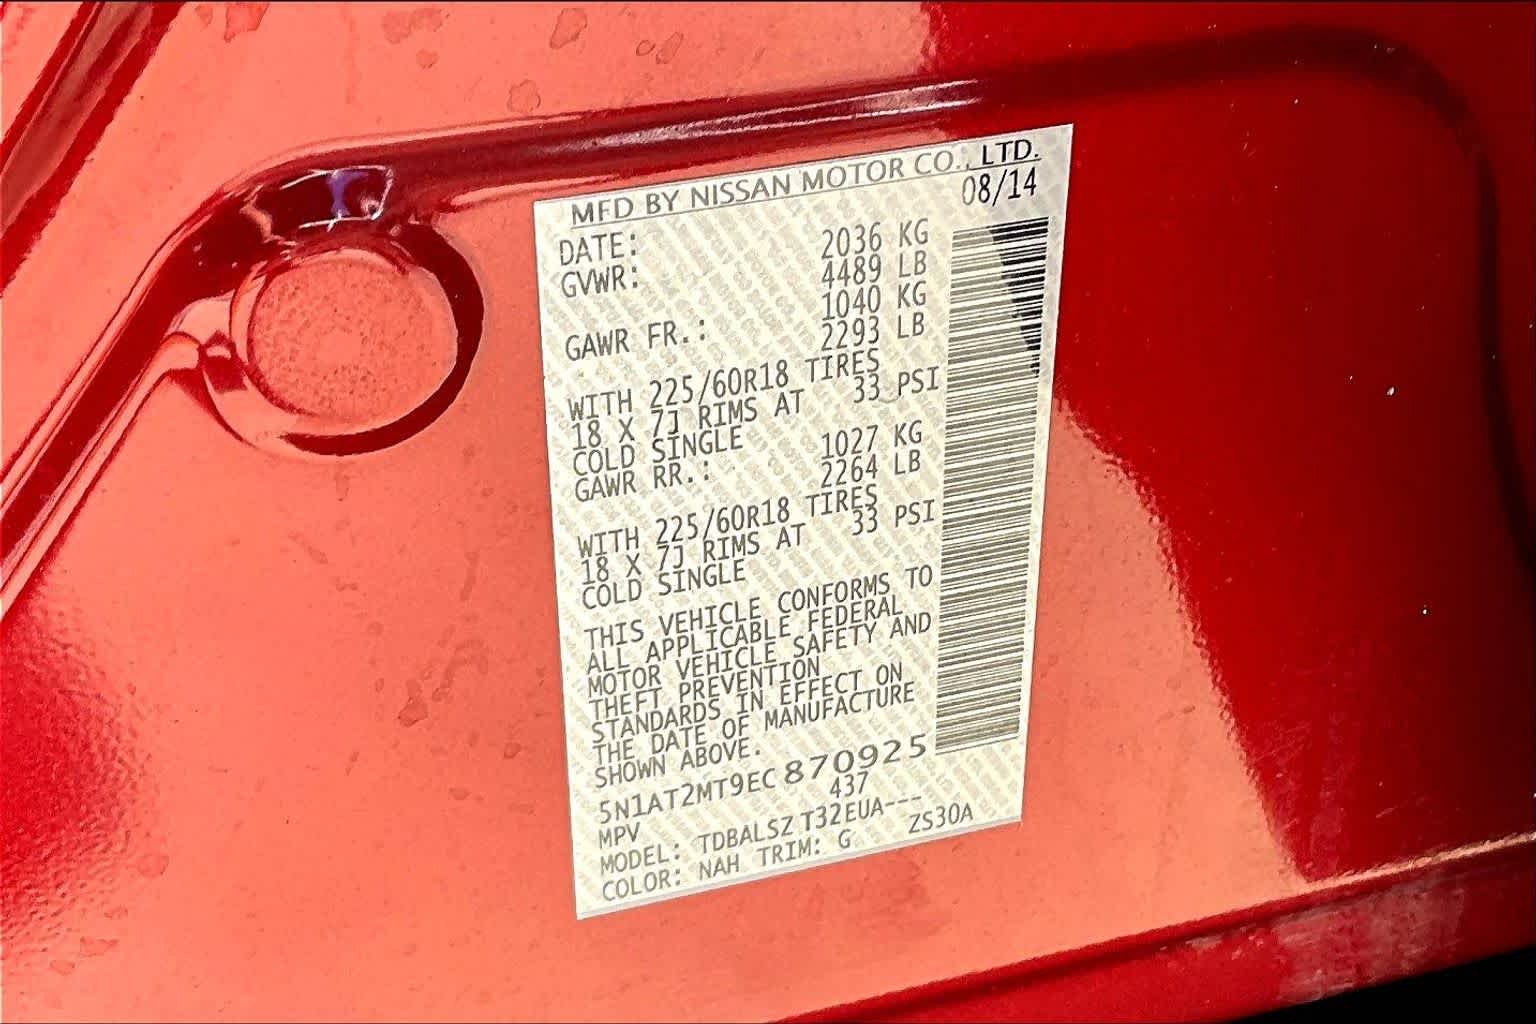 MFD BY NISSAN MOTOR CO., LTD.
DATE: 08/14
GVWR: 2036 KG
4489 LB
GAWR FR.: 1040 KG
2293 LB
WITH 225/60R18 TIRES
18 X 7J RIMS AT 33 PSI
COLD SINGLE
GAWR RR.: 1027 KG
2264 LB
WITH 225/60R18 TIRES
18 X 7J RIMS AT 33 PSI
COLD SINGLE
THIS VEHICLE CONFORMS TO
ALL APPLICABLE FEDERAL
MOTOR VEHICLE SAFETY AND
THEFT PREVENTION
STANDARDS IN EFFECT ON
THE DATE OF MANUFACTURE
SHOWN ABOVE.
5N1AT2MT9EC870925
MPV 437
MODEL: TDBALSZ T32EUA---
COLOR: NAH TRIM: G ZS30A